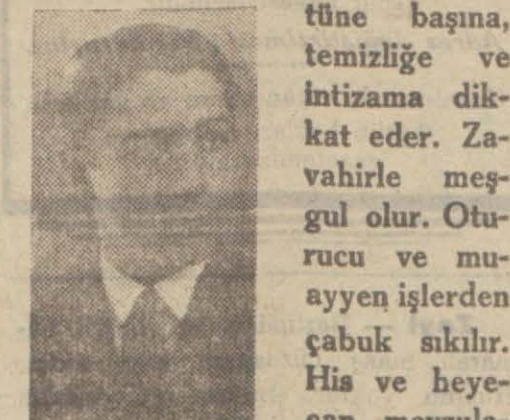 tüne başına,
temizliğe ve
intizama dik-
kat eder. Za-
vahirle meş-
gul olur. Otu-
rucu ve mu-
ayyen işlerden
çabuk sıkılır.
His ve heye-